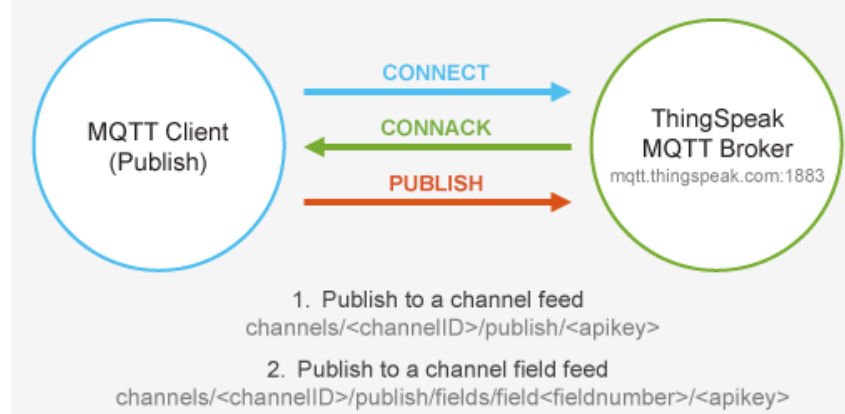 CONNECT
MQTT Client
(Publish)
CONNACK
PUBLISH
ThingSpeak
MQTT Broker
mqtt.thingspeak.com:1883
1. Publish to a channel feed
channels/<channelID>/publish/<apikey>
2. Publish to a channel field feed
channels/<channelID>/publish/fields/field<fieldnumber>/<apikey>